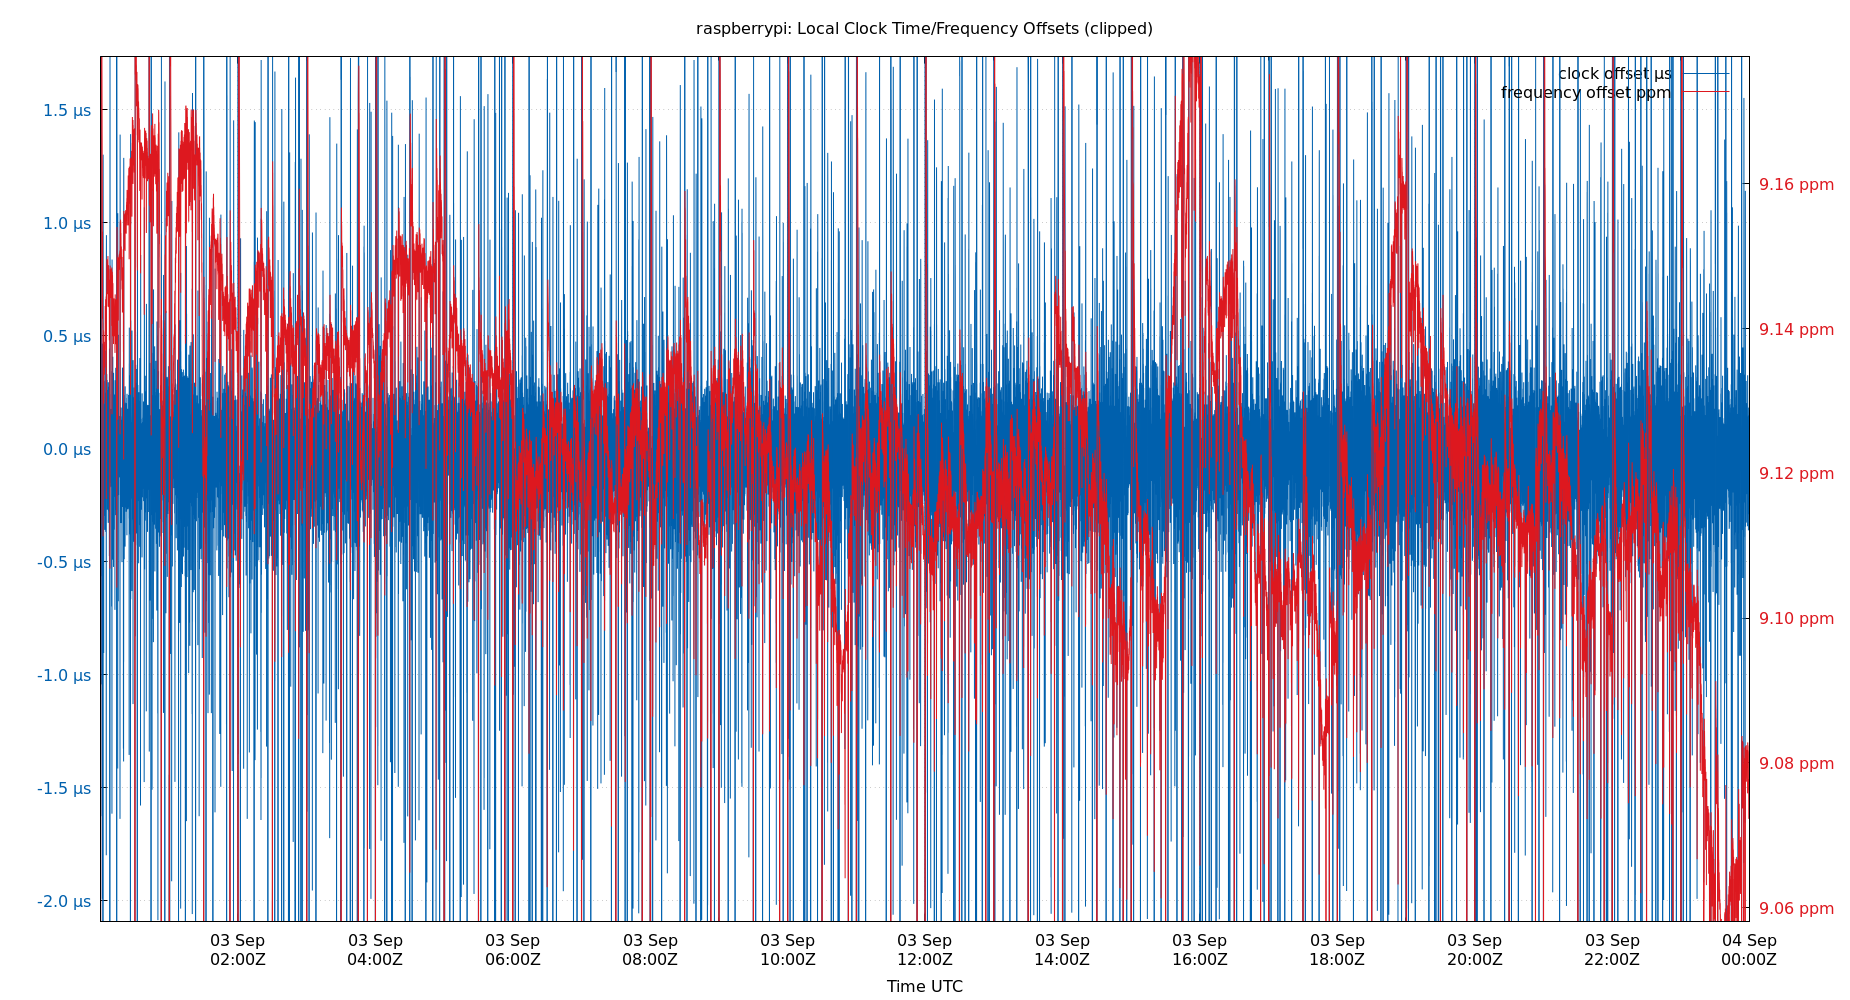 raspberrypi: Local Clock Time/Frequency Offsets (clipped)
clock offset µs
frequency offset ppm
1.5 µs
1.0 µs
0.5 µs
0.0 µs
-0.5 µs
-1.0 µs
-1.5 µs
-2.0 µs
9.16 ppm
9.14 ppm
9.12 ppm
9.10 ppm
9.08 ppm
9.06 ppm
03 Sep 03 Sep 03 Sep 03 Sep 03 Sep 03 Sep 03 Sep 03 Sep 03 Sep 03 Sep 03 Sep 04 Sep
02:00Z 04:00Z 06:00Z 08:00Z 10:00Z 12:00Z 14:00Z 16:00Z 18:00Z 20:00Z 22:00Z 00:00Z
Time UTC